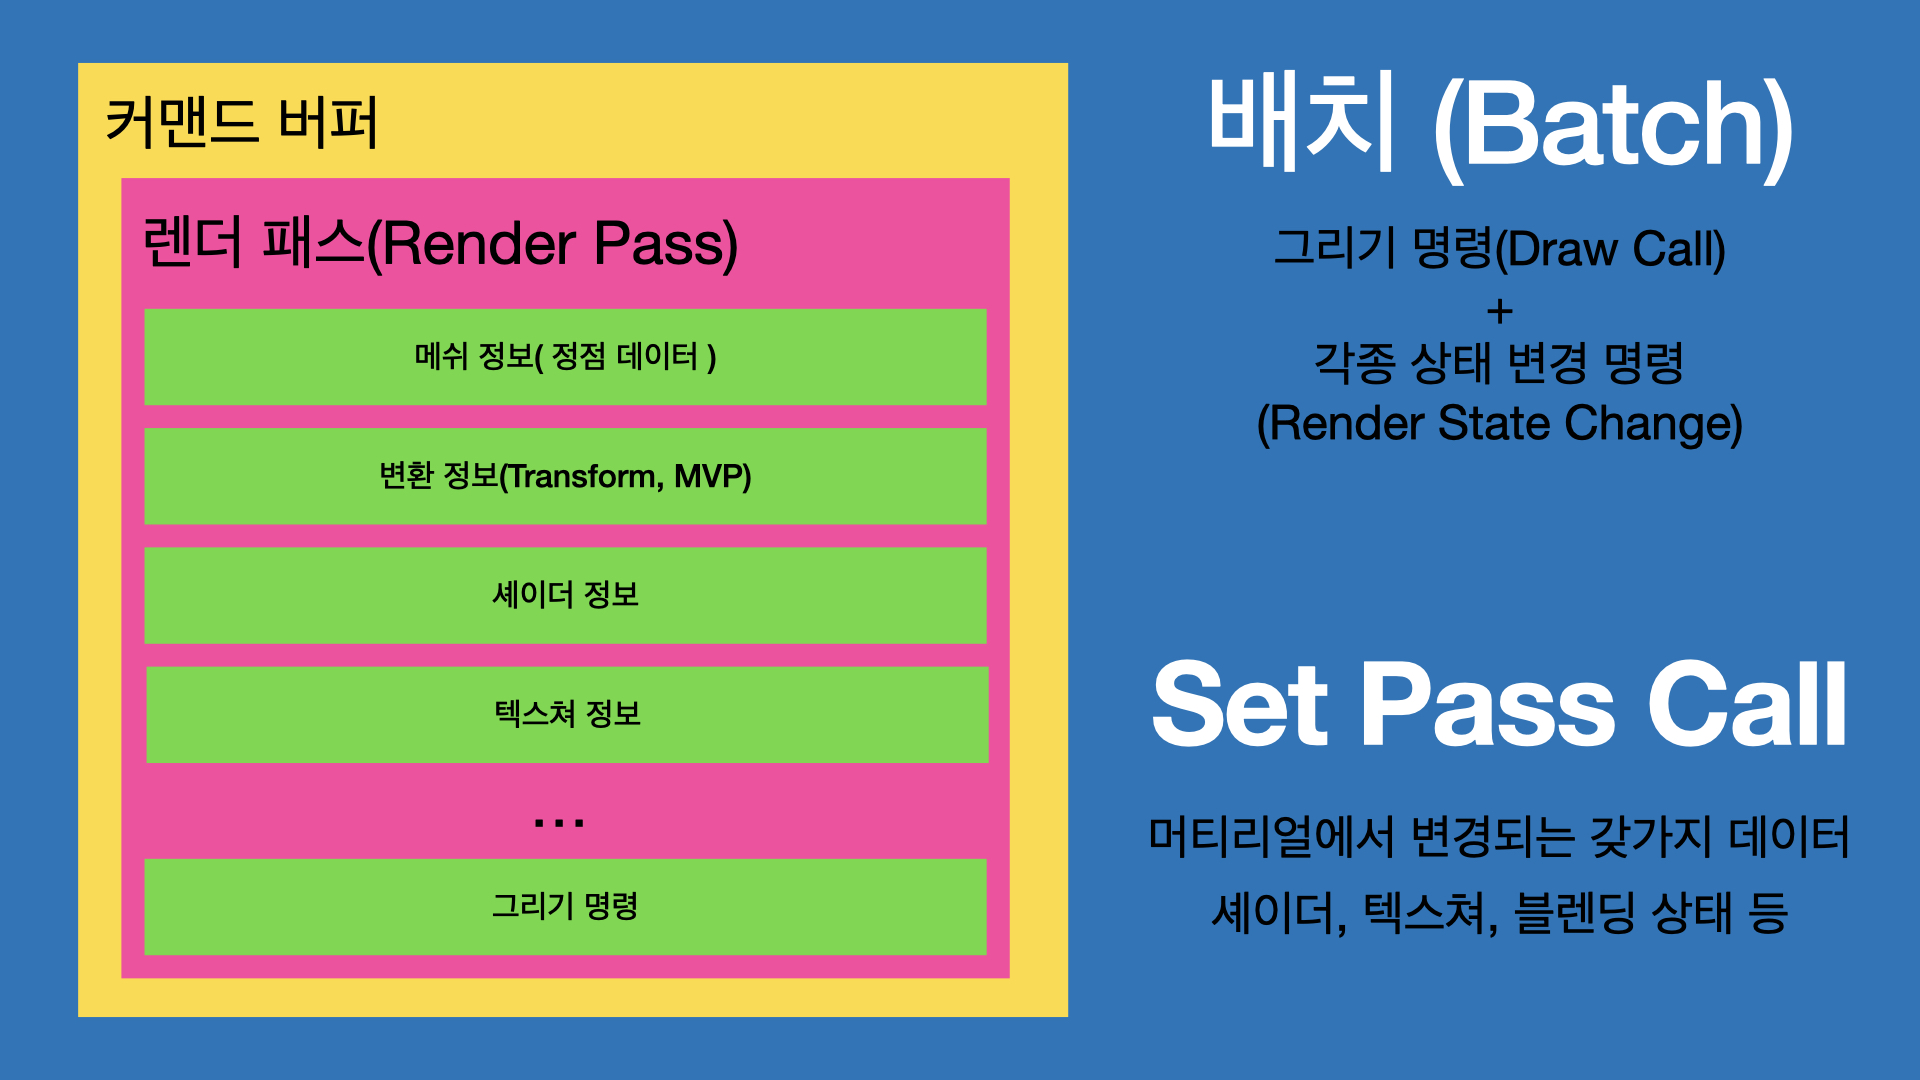 커맨드 버퍼
렌더 패스(Render Pass)
메쉬 정보( 정점 데이터 )
변환 정보(Transform, MVP)
셰이더 정보
텍스쳐 정보
...
그리기 명령
배치 (Batch)
그리기 명령(Draw Call)
+
각종 상태 변경 명령
(Render State Change)
Set Pass Call
머티리얼에서 변경되는 갖가지 데이터
셰이더, 텍스쳐, 블렌딩 상태 등